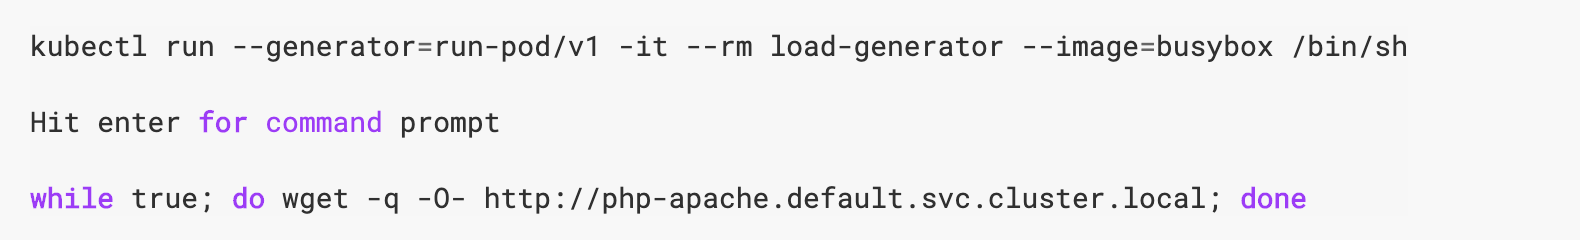 kubectl run --generator=run-pod/v1 -it --rm load-generator --image=busybox /bin/sh
Hit enter for command prompt
while true; do wget -q -O- http://php-apache.default.svc.cluster.local; done